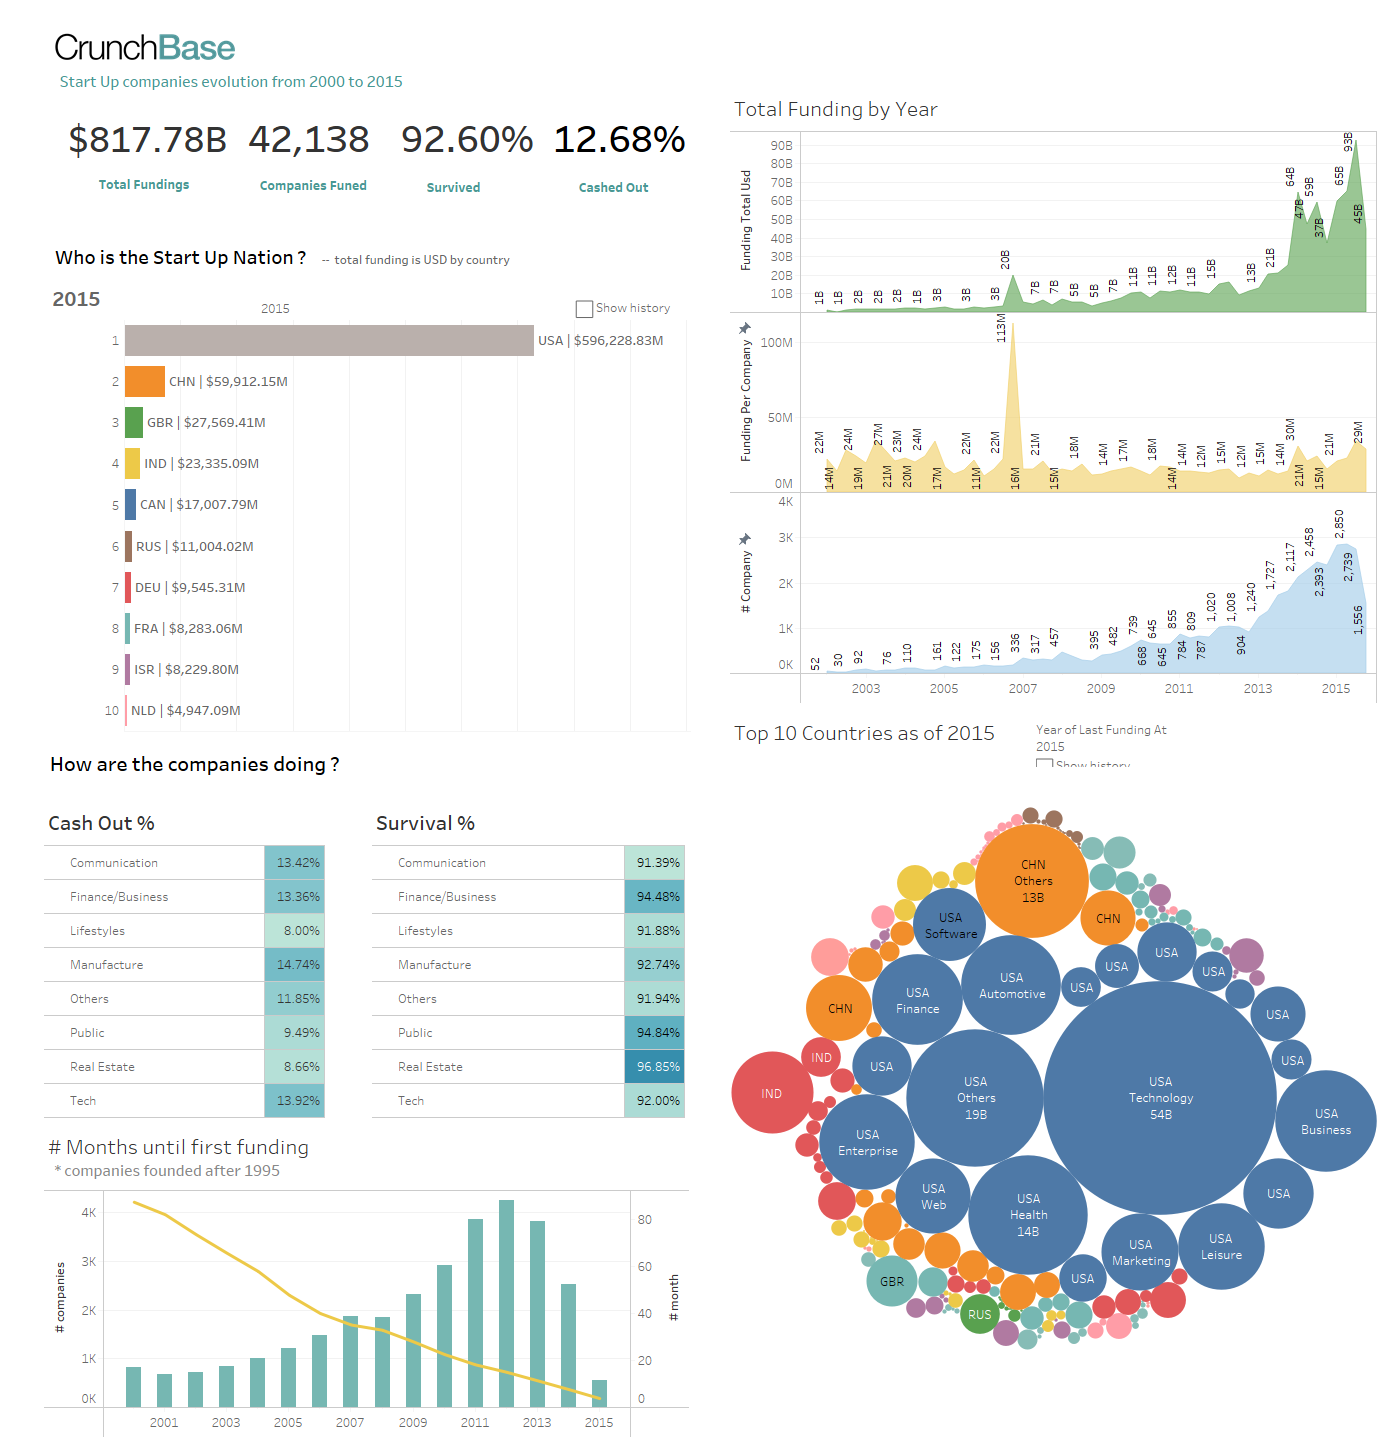 CrunchBase
Start Up companies evolution from 2000 to 2015
$817.78B 42,138 92.60% 12.68%
Total Fundings Companies Funed Survived Cashed Out
Who is the Start Up Nation ? -- total funding is USD by country
2015
2015
Show history
1 USA | $596,228.83M
2 CHN | $59,912.15M
3 GBR | $27,569.41M
4 IND | $23,335.09M
5 CAN | $17,007.79M
6 RUS | $11,004.02M
7 DEU | $9,545.31M
8 FRA | $8,283.06M
9 ISR | $8,229.80M
10 NLD | $4,947.09M
How are the companies doing ?
Cash Out %
Communication 13.42%
Finance/Business 13.36%
Lifestyles 8.00%
Manufacture 14.74%
Others 11.85%
Public 9.49%
Real Estate 8.66%
Tech 13.92%
Survival %
Communication 91.39%
Finance/Business 94.48%
Lifestyles 91.88%
Manufacture 92.74%
Others 91.94%
Public 94.84%
Real Estate 96.85%
Tech 92.00%
# Months until first funding
* companies founded after 1995
# companies
4K
3K
2K
1K
0K
80
60
40
20
0
# month
2001 2003 2005 2007 2009 2011 2013 2015
Total Funding by Year
Funding Total Usd
90B
80B
70B
60B
50B
40B
30B
20B
10B
1B 1B 2B 2B 2B 1B 3B 3B 3B 20B 7B 7B 5B 5B 7B 11B 11B 12B 11B 15B 13B 21B 64B 47B 59B 37B 65B 93B 45B
Funding Per Company
100M
50M
0M
22M 14M 24M 19M 27M 21M 23M 20M 24M 17M 22M 11M 22M 113M 16M 21M 15M 18M 14M 17M 18M 14M 14M 12M 15M 12M 15M 14M 30M 21M 15M 21M 29M
# Company
4K
3K
2K
1K
0K
52 30 92 76 110 161 122 175 156 336 317 457 395 482 739 668 645 645 855 784 809 787 1,020 1,008 904 1,240 1,727 2,117 2,458 2,393 2,850 2,739 1,556
2003 2005 2007 2009 2011 2013 2015
Top 10 Countries as of 2015
Year of Last Funding At
2015
Show history
CHN
Others
13B
CHN
USA
Software
USA
USA
USA
USA
Automotive
USA
USA
Finance
CHN
USA
IND
USA
USA
IND
USA
Others
19B
USA
Technology
54B
USA
Business
USA
Enterprise
USA
Web
USA
Health
14B
USA
USA
Marketing
USA
Leisure
USA
GBR
RUS